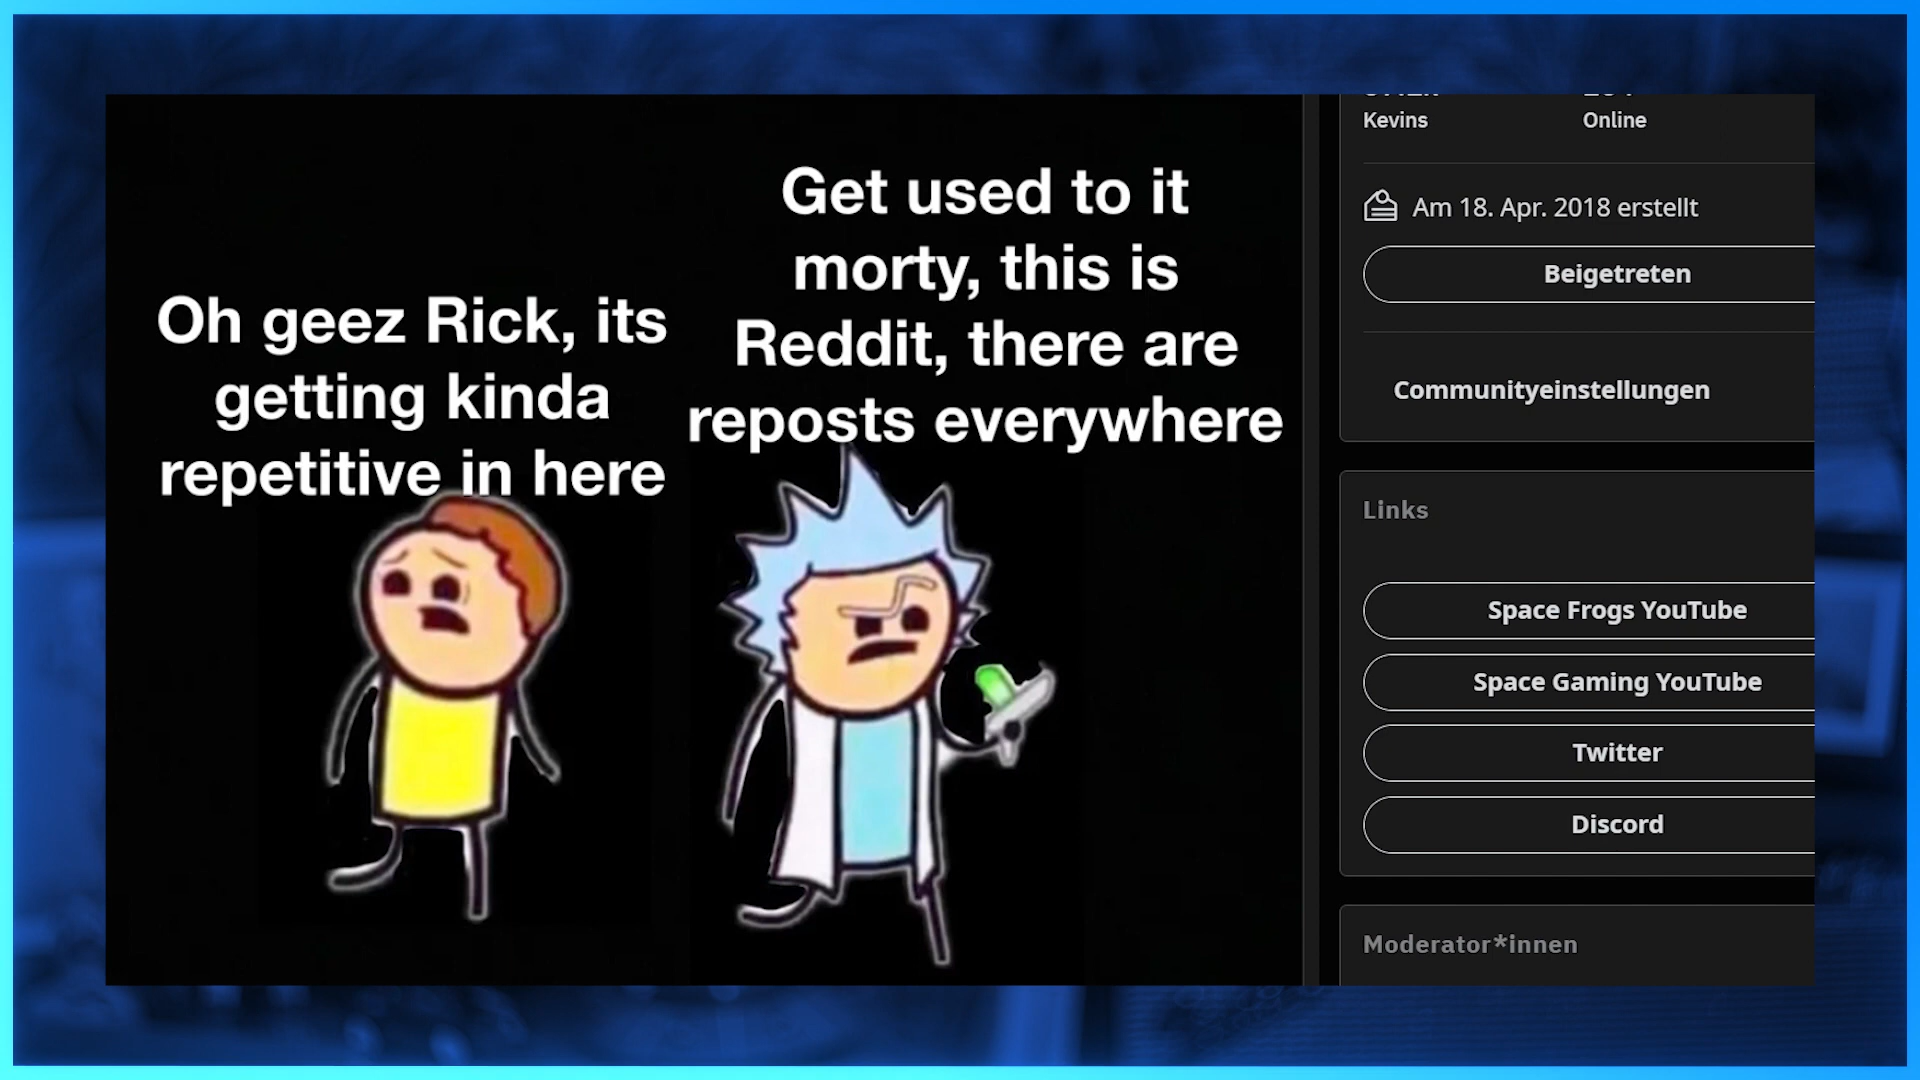 Oh geez Rick, its
getting kinda
repetitive in here
Get used to it
morty, this is
Reddit, there are
reposts everywhere
Kevins
Online
Am 18. Apr. 2018 erstellt
Beigetreten
Communityeinstellungen
Links
Space Frogs YouTube
Space Gaming YouTube
Twitter
Discord
Moderator*innen